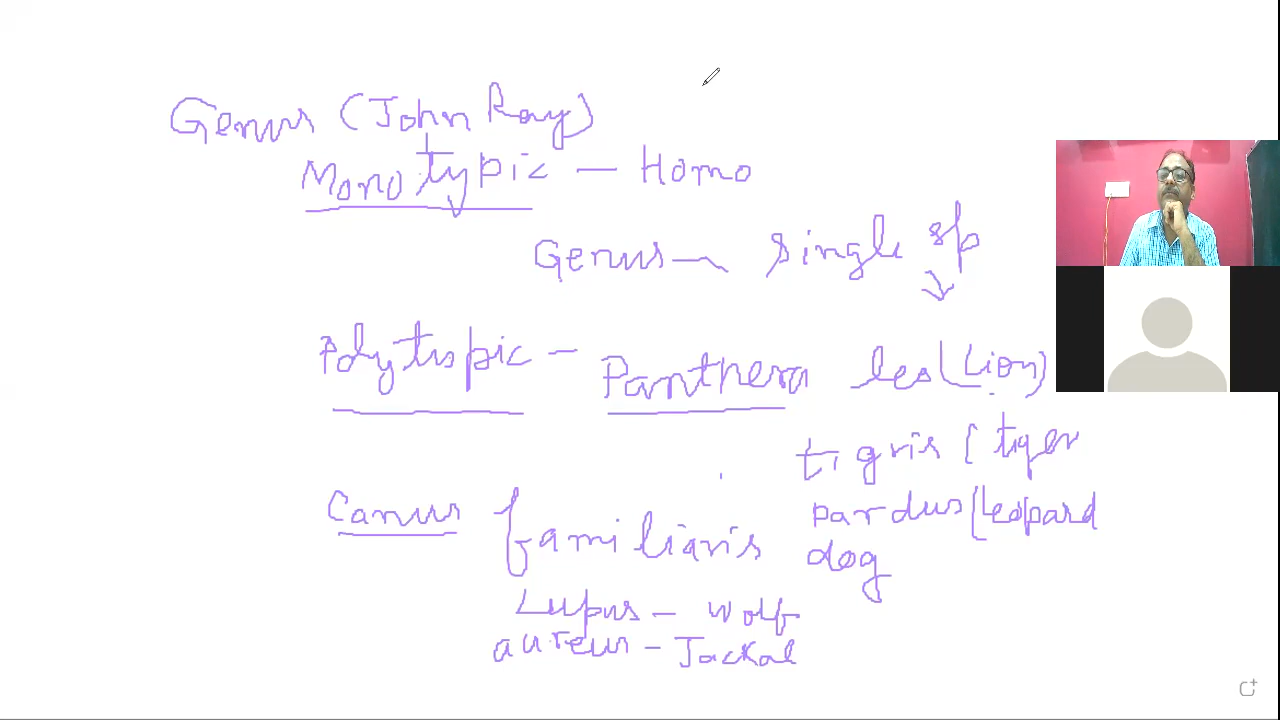 Genus (John Ray)
Monotypic — Homo
Genus — single sp
Polytypic — Panthera leo (Lion)
tigris (tiger
pardus (Leopard
Canus familiaris dog
Lupus — wolf
aureus — Jackal